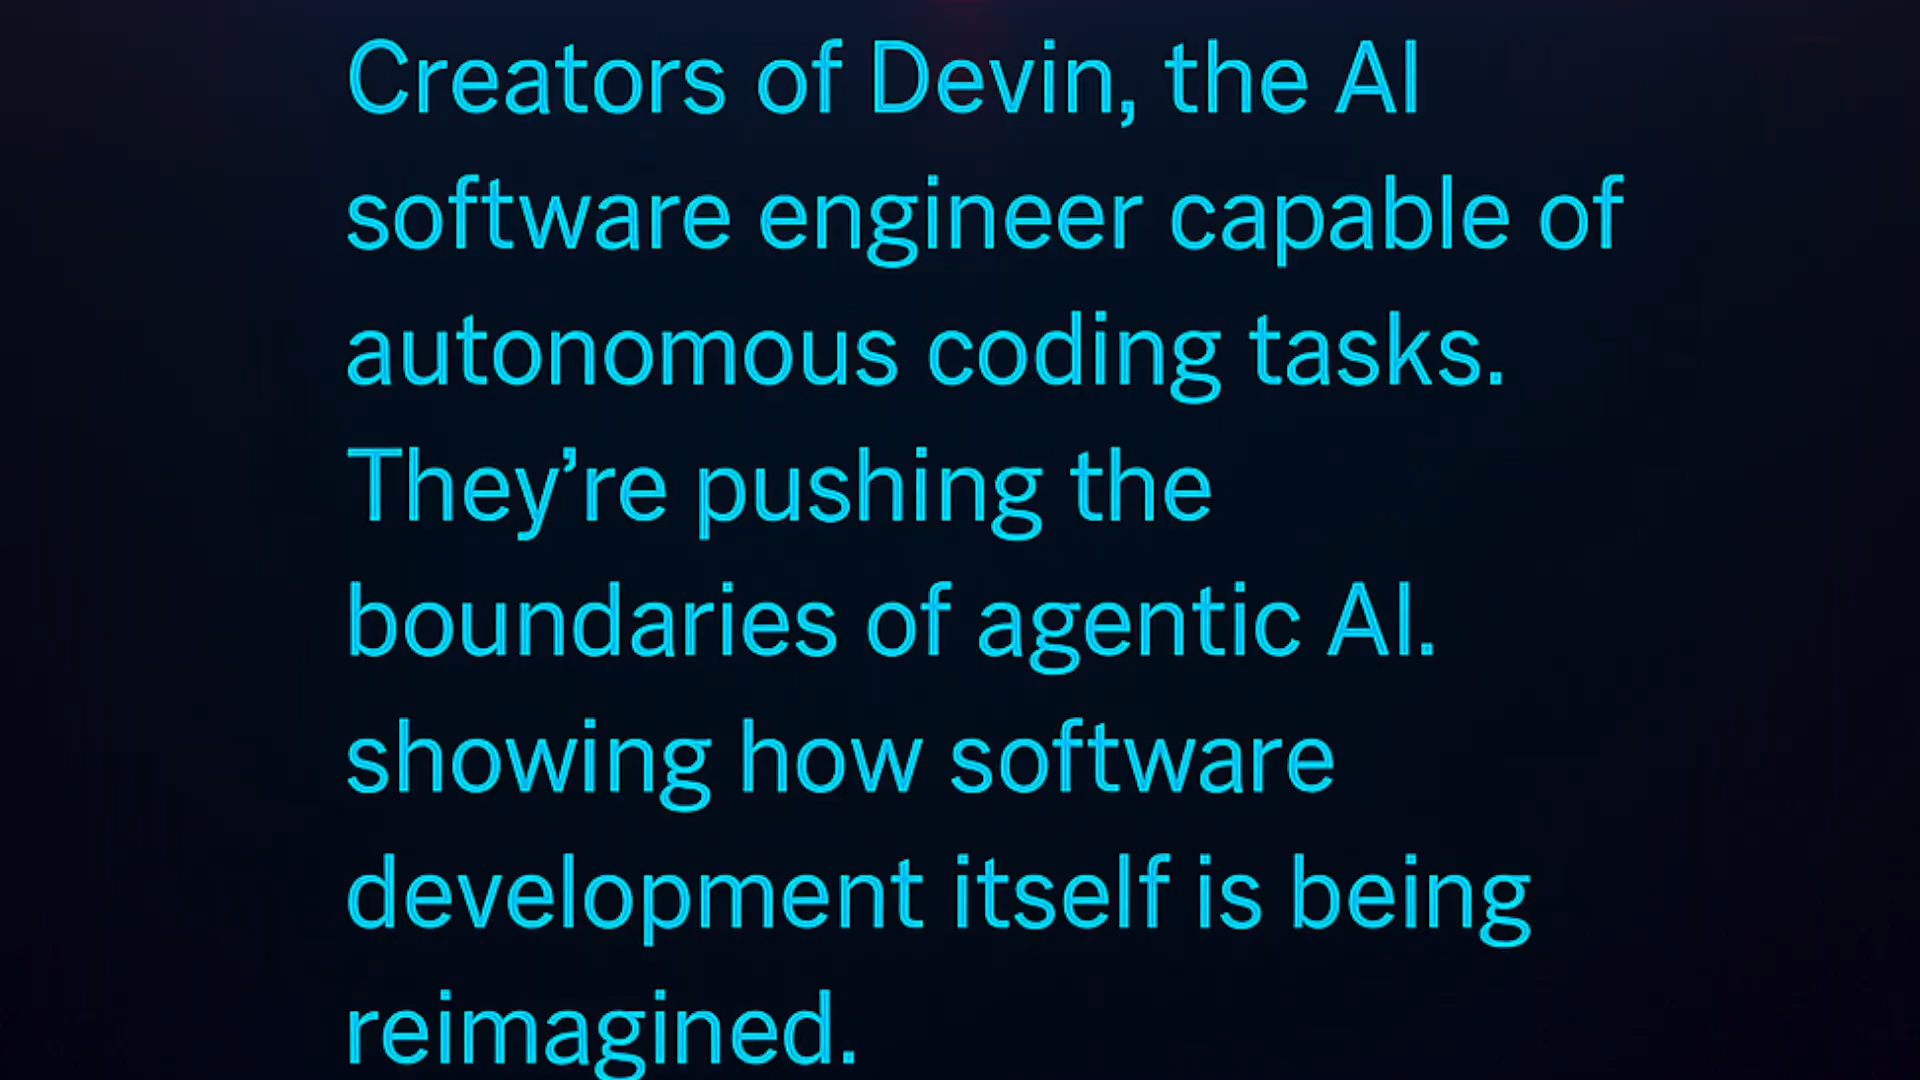 Creators of Devin, the AI
software engineer capable of
autonomous coding tasks.
They’re pushing the
boundaries of agentic AI.
showing how software
development itself is being
reimagined.